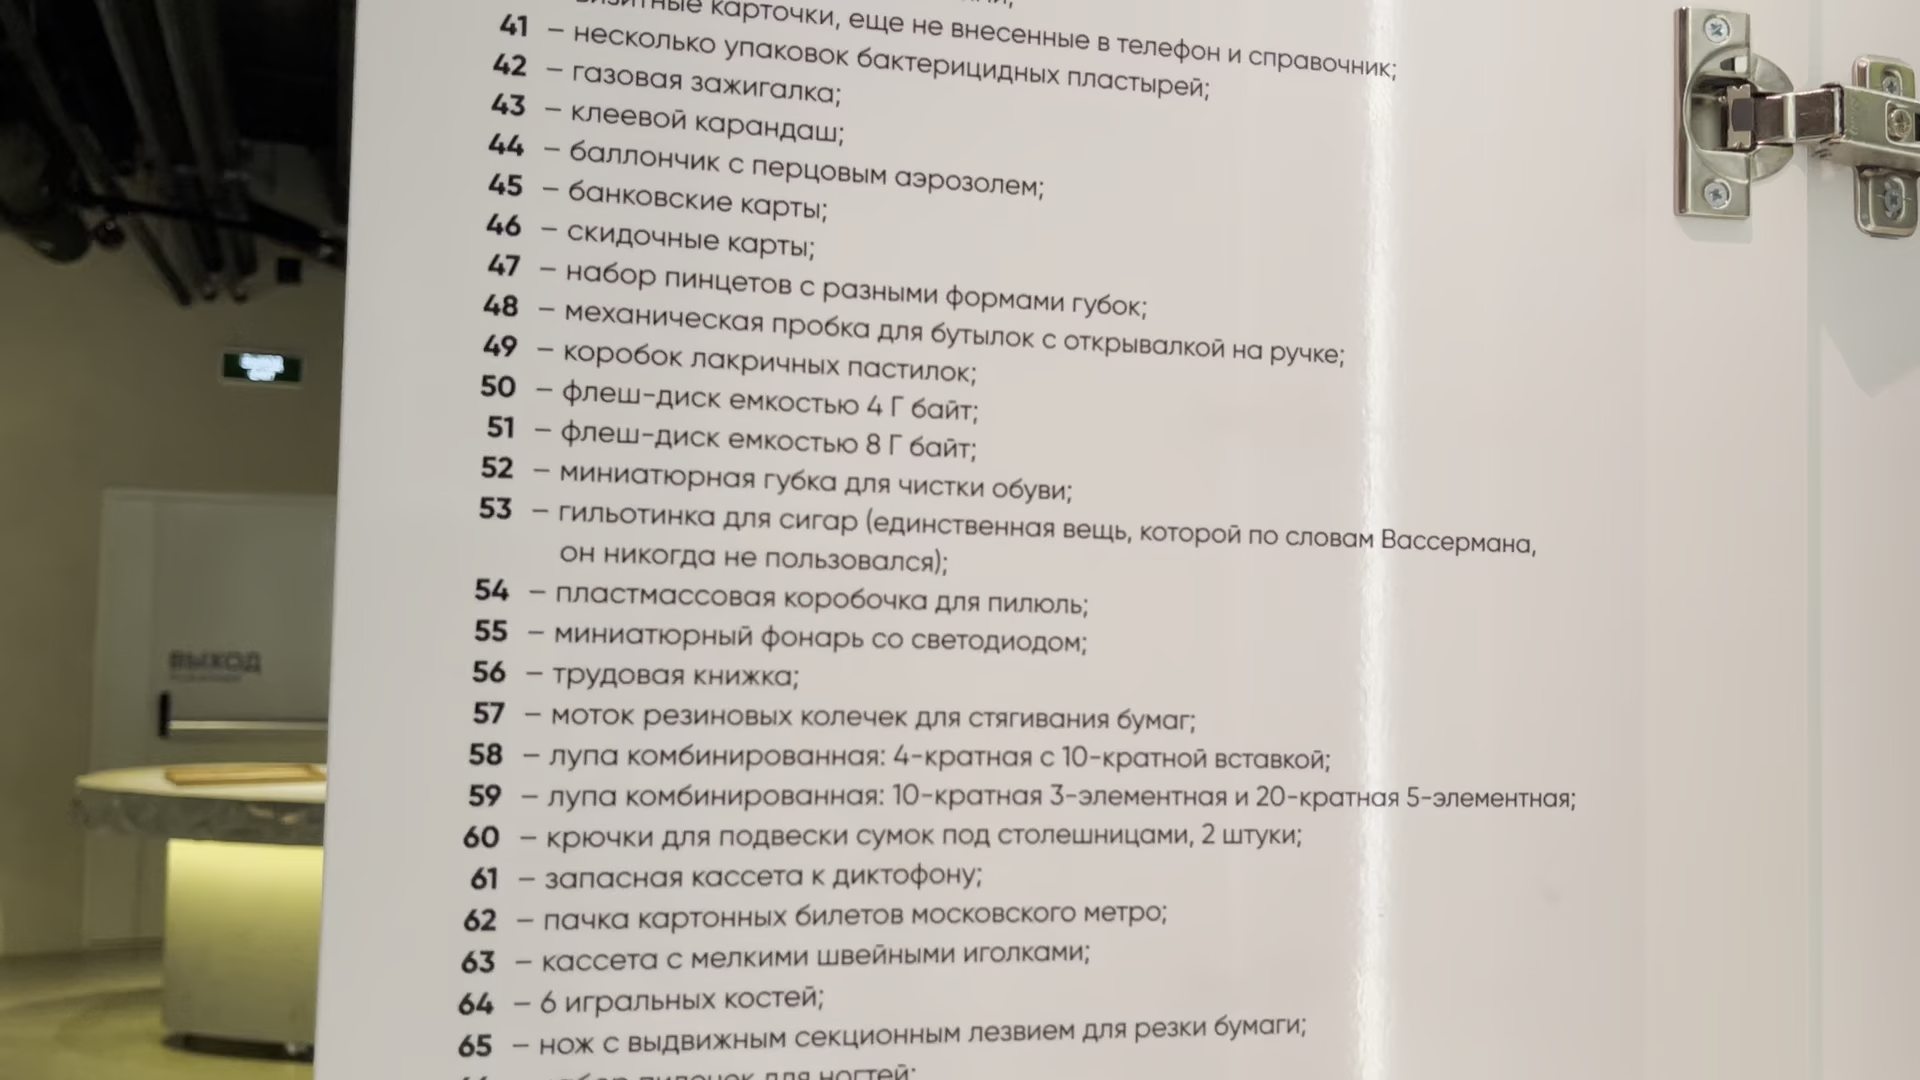 визитные карточки, еще не внесенные в телефон и справочник;
41 – несколько упаковок бактерицидных пластырей;
42 – газовая зажигалка;
43 – клеевой карандаш;
44 – баллончик с перцовым аэрозолем;
45 – банковские карты;
46 – скидочные карты;
47 – набор пинцетов с разными формами губок;
48 – механическая пробка для бутылок с открывалкой на ручке;
49 – коробок лакричных пастилок;
50 – флеш-диск емкостью 4 Г байт;
51 – флеш-диск емкостью 8 Г байт;
52 – миниатюрная губка для чистки обуви;
53 – гильотинка для сигар (единственная вещь, которой по словам Вассермана,
он никогда не пользовался);
54 – пластмассовая коробочка для пилюль;
55 – миниатюрный фонарь со светодиодом;
56 – трудовая книжка;
57 – моток резиновых колечек для стягивания бумаг;
58 – лупа комбинированная: 4-кратная с 10-кратной вставкой;
59 – лупа комбинированная: 10-кратная 3-элементная и 20-кратная 5-элементная;
60 – крючки для подвески сумок под столешницами, 2 штуки;
61 – запасная кассета к диктофону;
62 – пачка картонных билетов московского метро;
63 – кассета с мелкими швейными иголками;
64 – 6 игральных костей;
65 – нож с выдвижным секционным лезвием для резки бумаги;
набор пилочек для ногтей;
ВЫХОД